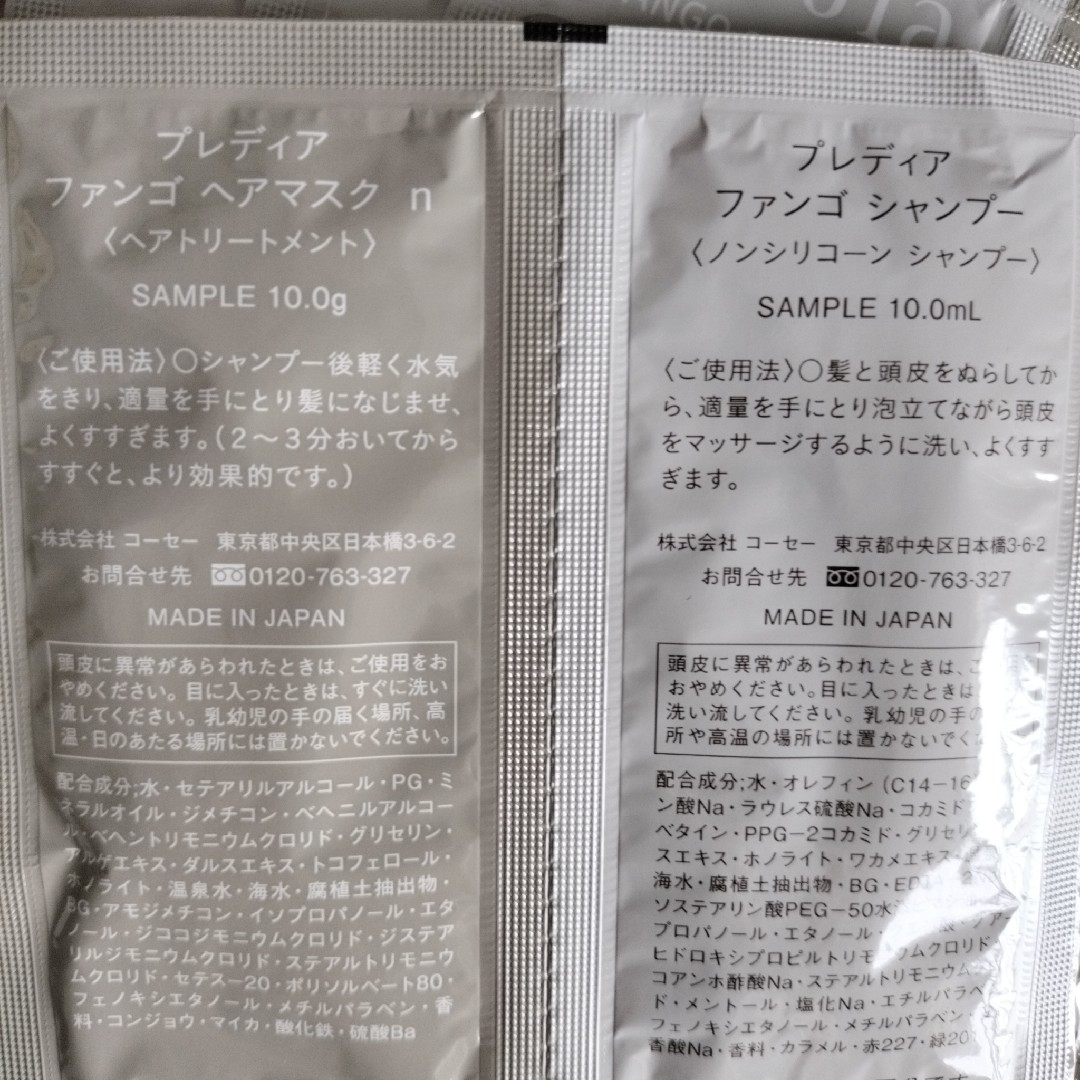 プレディア
ファンゴ ヘアマスク n
〈ヘアトリートメント〉
SAMPLE 10.0g
〈ご使用法〉〇シャンプー後軽く水気
をきり、適量を手にとり髪になじませ、
よくすすぎます。(2〜3分おいてから
すすぐと、より効果的です。)
株式会社 コーセー 東京都中央区日本橋3-6-2
お問合せ先 0120-763-327
MADE IN JAPAN
頭皮に異常があらわれたときは、ご使用をお
やめください。目に入ったときは、すぐに洗い
流してください。乳幼児の手の届く場所、高
温・日のあたる場所には置かないでください。
配合成分;水・セテアリルアルコール・PG・ミ
ネラルオイル・ジメチコン・ベヘニルアルコー
ル・ベヘントリモニウムクロリド・グリセリン・
アルゲエキス・ダルスエキス・トコフェロール・
ホノライト・温泉水・海水・腐植土抽出物・
BG・アモジメチコン・イソプロパノール・エタ
ノール・ジココジモニウムクロリド・ジステア
リルジモニウムクロリド・ステアルトリモニウ
ムクロリド・セテス-20・ポリソルベート80・
フェノキシエタノール・メチルパラベン・香
料・コンジョウ・マイカ・酸化鉄・硫酸Ba
プレディア
ファンゴ シャンプー
〈ノンシリコーン シャンプー〉
SAMPLE 10.0mL
〈ご使用法〉〇髪と頭皮をぬらしてか
ら、適量を手にとり泡立てながら頭皮
をマッサージするように洗い、よくすす
ぎます。
株式会社 コーセー 東京都中央区日本橋3-6-2
お問合せ先 0120-763-327
MADE IN JAPAN
頭皮に異常があらわれたときは、ご
おやめください。目に入ったときは
洗い流してください。乳幼児の手の
所や高温の場所には置かないでく
配合成分;水・オレフィン(C14-16
ン酸Na・ラウレス硫酸Na・コカミド
ベタイン・PPG-2コカミド・グリセリ
スエキス・ホノライト・ワカメエキス
海水・腐植土抽出物・BG・
ソステアリン酸PEG-50水
プロパノール・エタノール・
ヒドロキシプロピルトリモニウムクロリド
コアンホ酢酸Na・ステアルトリモニウム
ド・メントール・塩化Na・エチルパラベ
フェノキシエタノール・メチルパラベン・
香酸Na・香料・カラメル・赤227・緑20